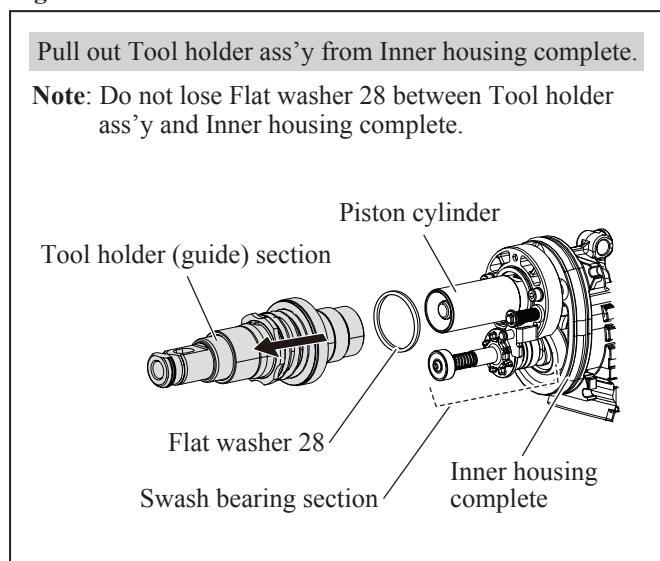 Pull out Tool holder ass’y from Inner housing complete.
Note: Do not lose Flat washer 28 between Tool holder
ass’y and Inner housing complete.
Piston cylinder
Tool holder (guide) section
Flat washer 28
Inner housing
complete
Swash bearing section